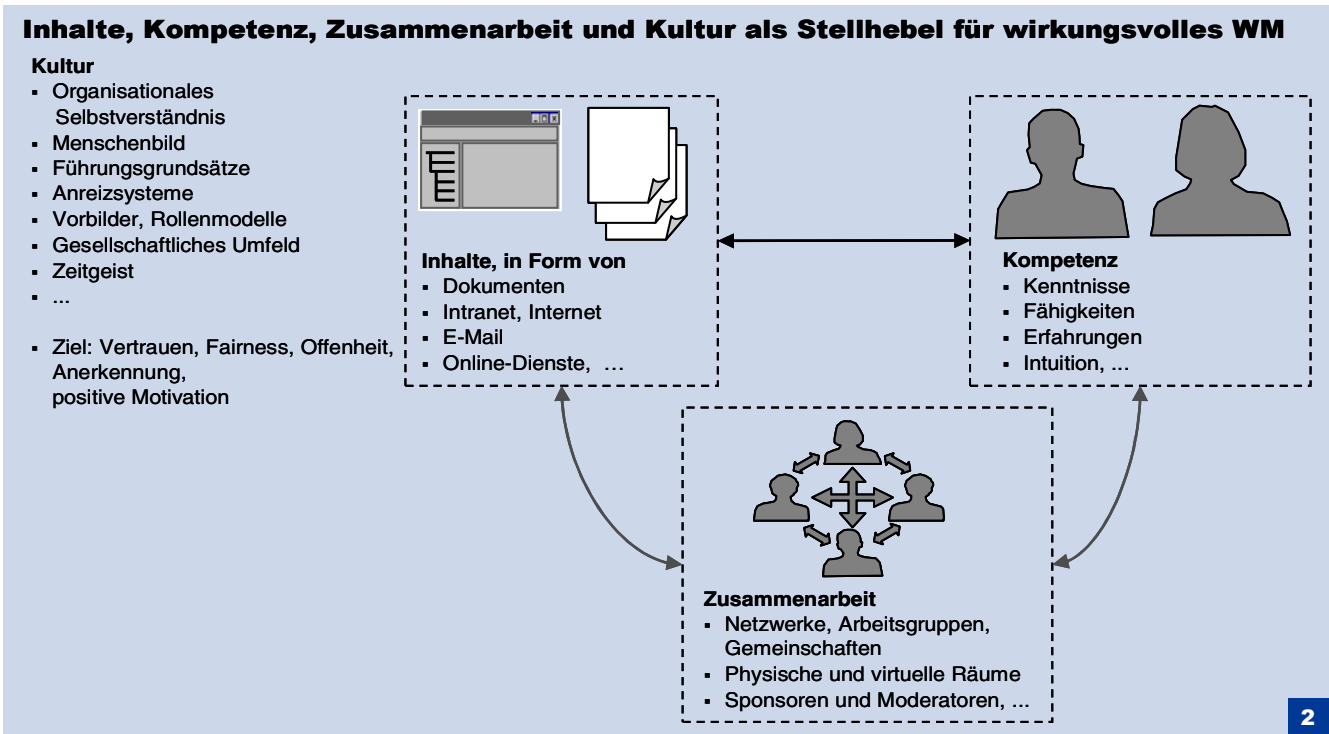 Inhalte, Kompetenz, Zusammenarbeit und Kultur als Stellhebel für wirkungsvolles WM
Kultur
▪ Organisationales
Selbstverständnis
▪ Menschenbild
▪ Führungsgrundsätze
▪ Anreizsysteme
▪ Vorbilder, Rollenmodelle
▪ Gesellschaftliches Umfeld
▪ Zeitgeist
▪ ...
▪ Ziel: Vertrauen, Fairness, Offenheit,
Anerkennung,
positive Motivation
Inhalte, in Form von
▪ Dokumenten
▪ Intranet, Internet
▪ E-Mail
▪ Online-Dienste, …
Kompetenz
▪ Kenntnisse
▪ Fähigkeiten
▪ Erfahrungen
▪ Intuition, ...
Zusammenarbeit
▪ Netzwerke, Arbeitsgruppen,
Gemeinschaften
▪ Physische und virtuelle Räume
▪ Sponsoren und Moderatoren, ...
2